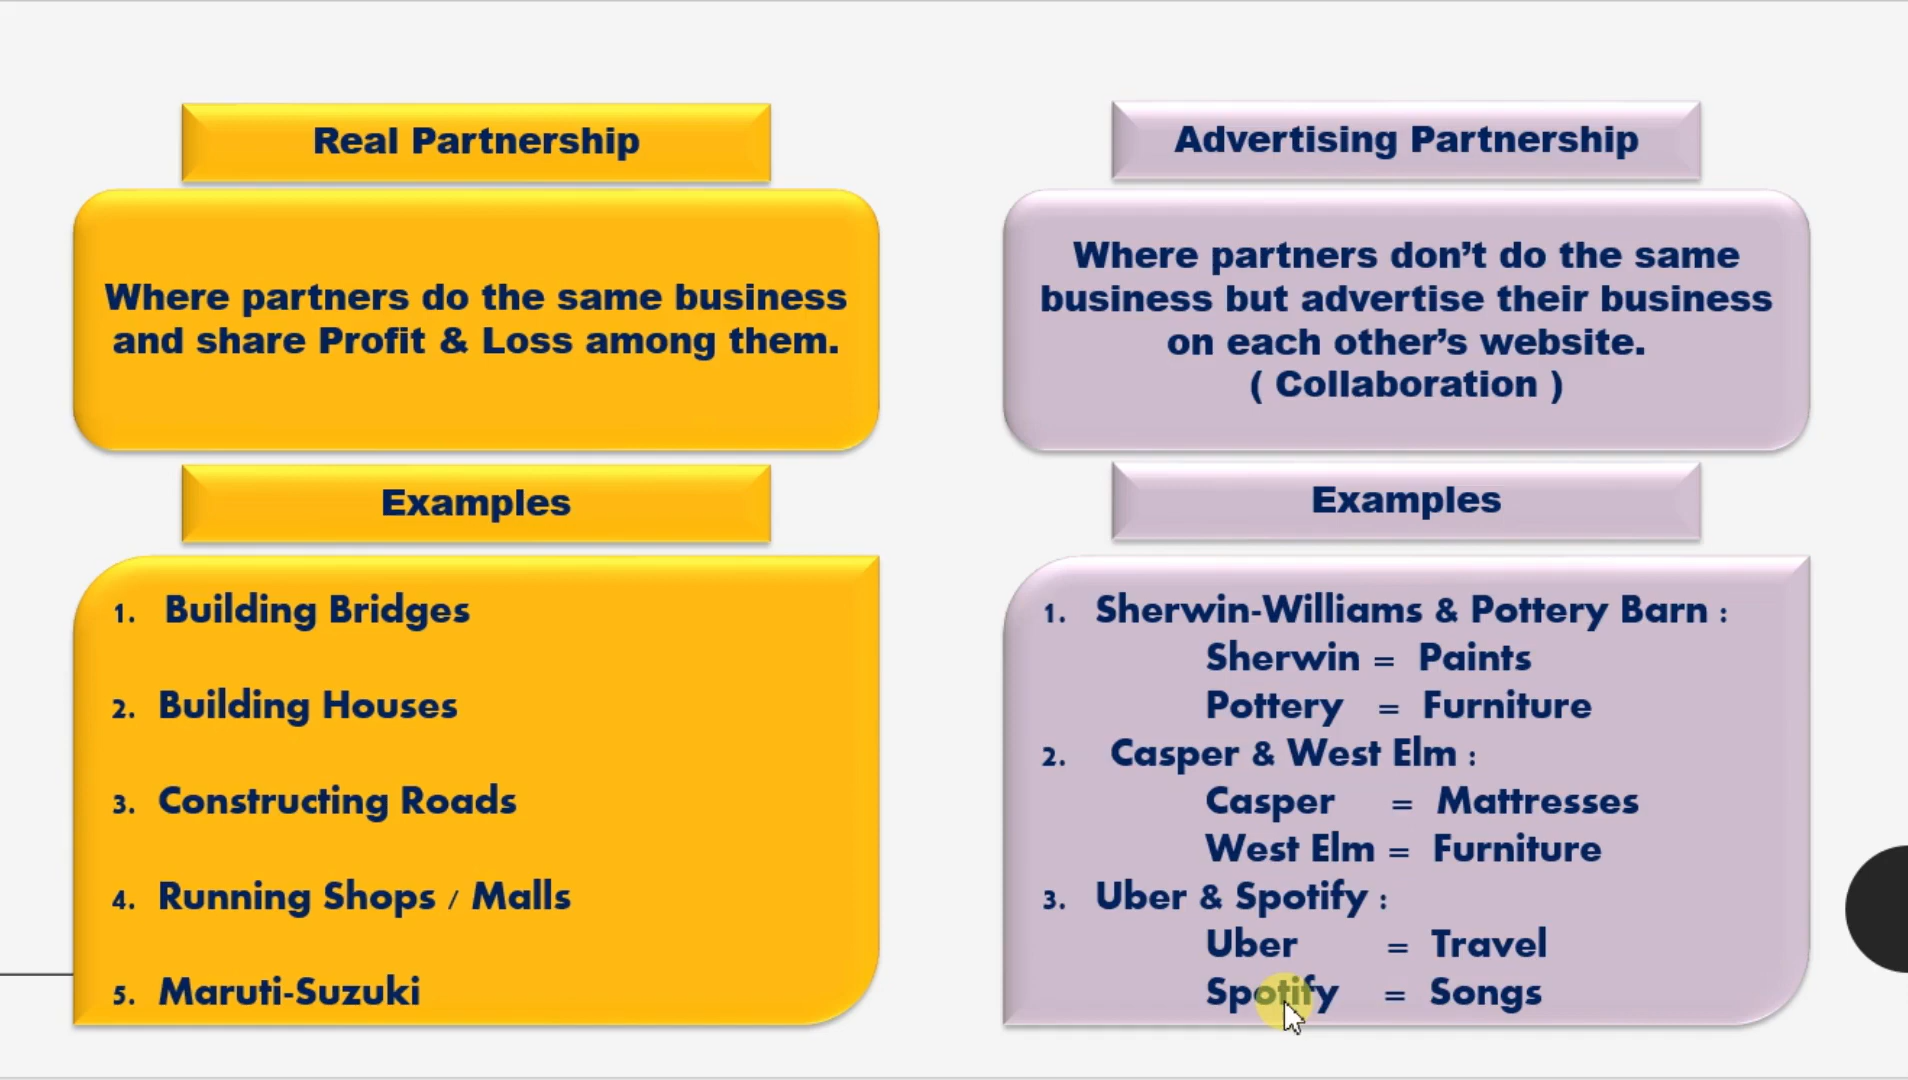 Real Partnership
Where partners do the same business
and share Profit & Loss among them.
Examples
1. Building Bridges
2. Building Houses
3. Constructing Roads
4. Running Shops / Malls
5. Maruti-Suzuki
Advertising Partnership
Where partners don’t do the same
business but advertise their business
on each other’s website.
( Collaboration )
Examples
1. Sherwin-Williams & Pottery Barn :
Sherwin = Paints
Pottery = Furniture
2. Casper & West Elm :
Casper = Mattresses
West Elm = Furniture
3. Uber & Spotify :
Uber = Travel
Spotify = Songs